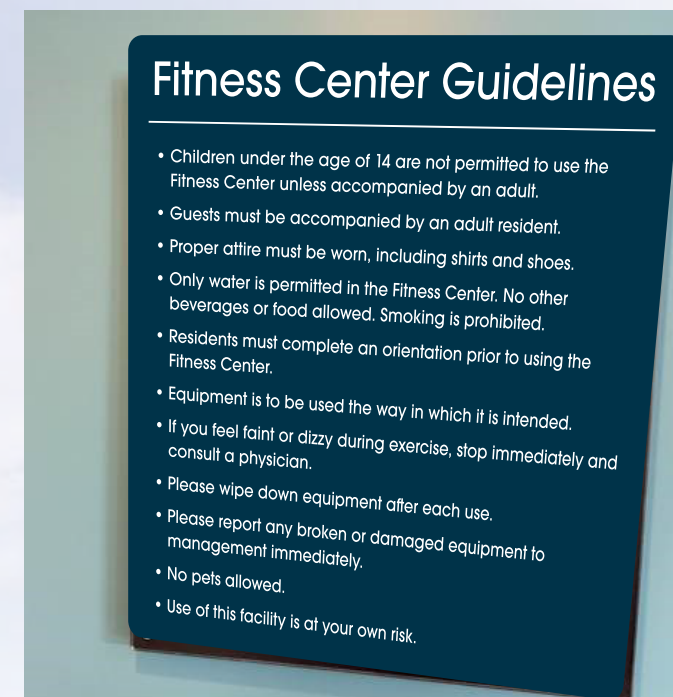 Fitness Center Guidelines
• Children under the age of 14 are not permitted to use the
Fitness Center unless accompanied by an adult.
• Guests must be accompanied by an adult resident.
• Proper attire must be worn, including shirts and shoes.
• Only water is permitted in the Fitness Center. No other
beverages or food allowed. Smoking is prohibited.
• Residents must complete an orientation prior to using the
Fitness Center.
• Equipment is to be used the way in which it is intended.
• If you feel faint or dizzy during exercise, stop immediately and
consult a physician.
• Please wipe down equipment after each use.
• Please report any broken or damaged equipment to
management immediately.
• No pets allowed.
• Use of this facility is at your own risk.